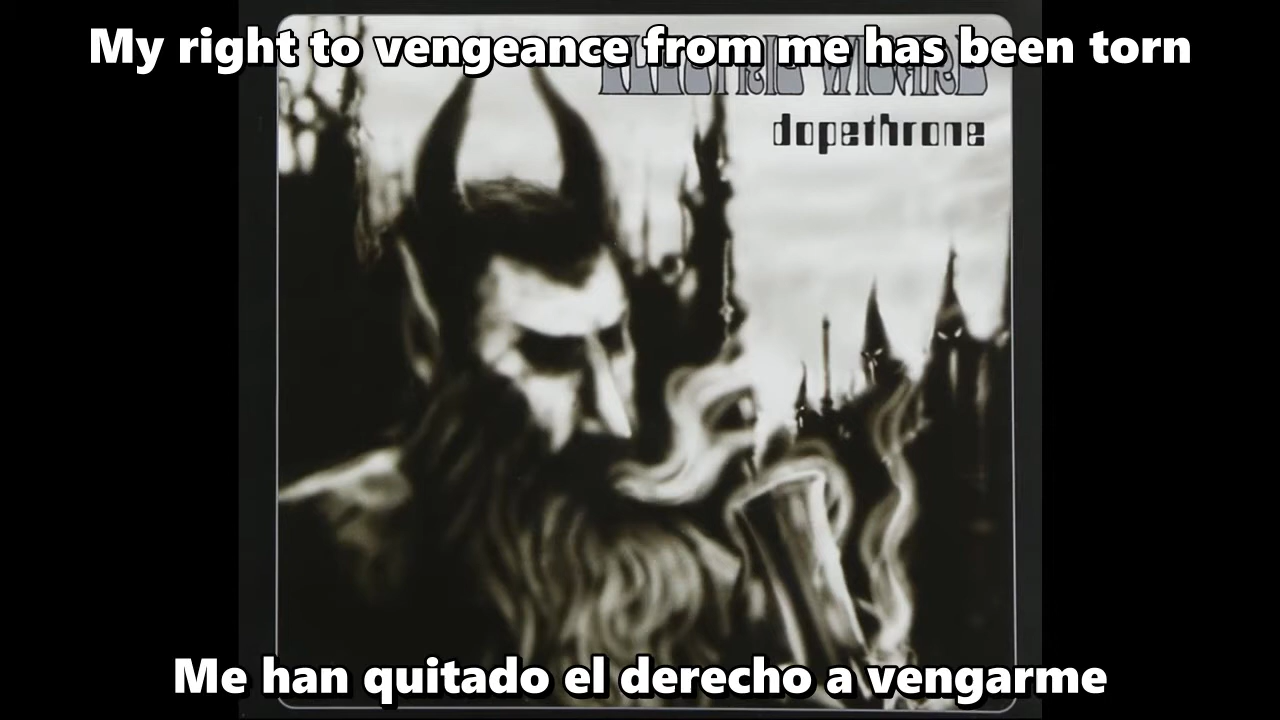 My right to vengeance from me has been torn
dopethrone
Me han quitado el derecho a vengarme